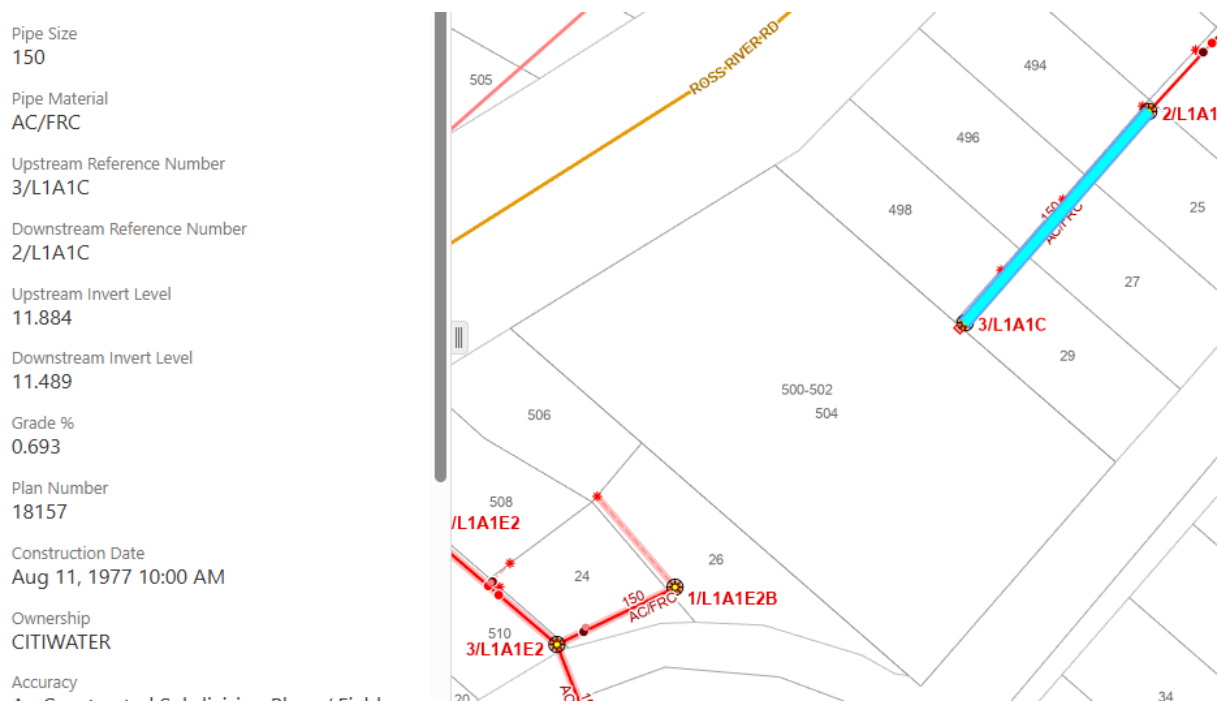 Pipe Size
150
Pipe Material
AC/FRC
Upstream Reference Number
3/L1A1C
Downstream Reference Number
2/L1A1C
Upstream Invert Level
11.884
Downstream Invert Level
11.489
Grade %
0.693
Plan Number
18157
Construction Date
Aug 11, 1977 10:00 AM
Ownership
CITIWATER
Accuracy
505
ROSS RIVER RD
494
2/L1A1
496
150
AC/FRC
498
25
27
3/L1A1C
29
500-502
504
506
508
/L1A1E2
26
24
150
AC/FRC
1/L1A1E2B
510
3/L1A1E2
20
AC
34